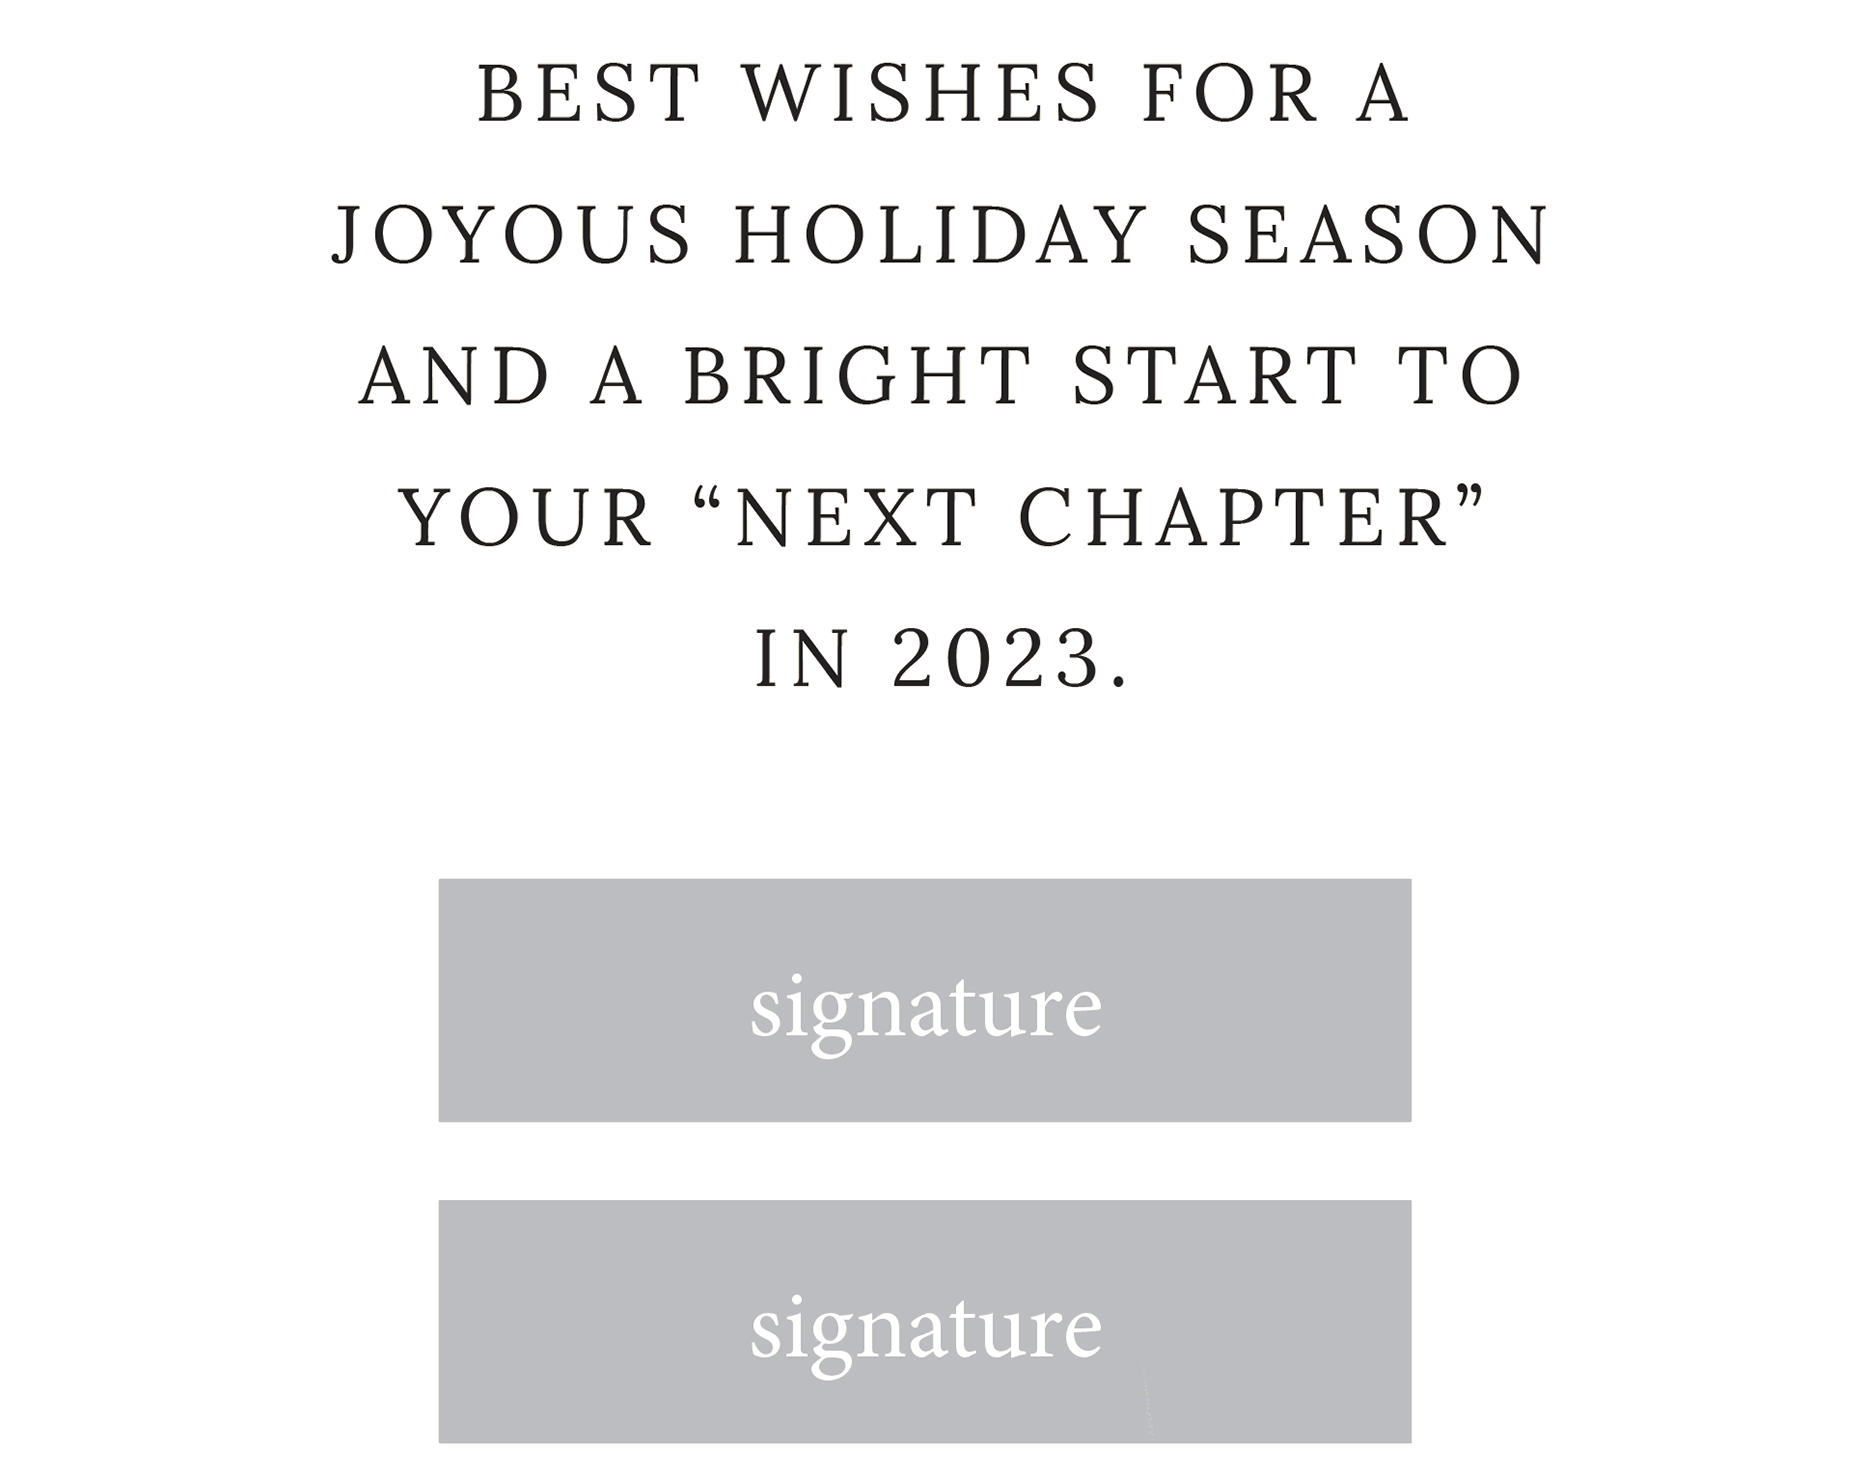 BEST WISHES FOR A
JOYOUS HOLIDAY SEASON
AND A BRIGHT START TO
YOUR “NEXT CHAPTER”
IN 2023.
signature
signature